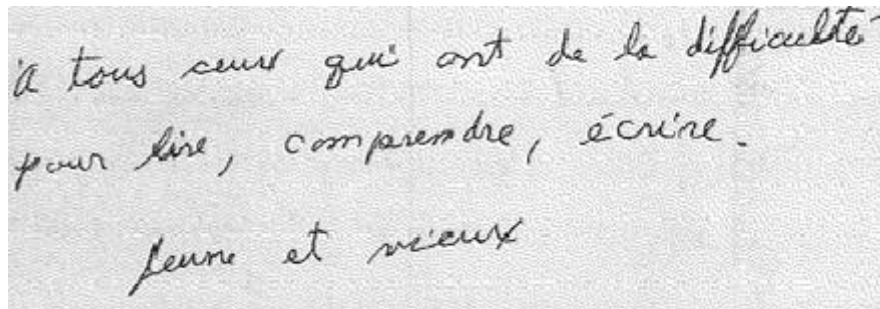 à tous ceux qui ont de la difficulté
pour lire, comprendre, écrire.
Jeune et vieux